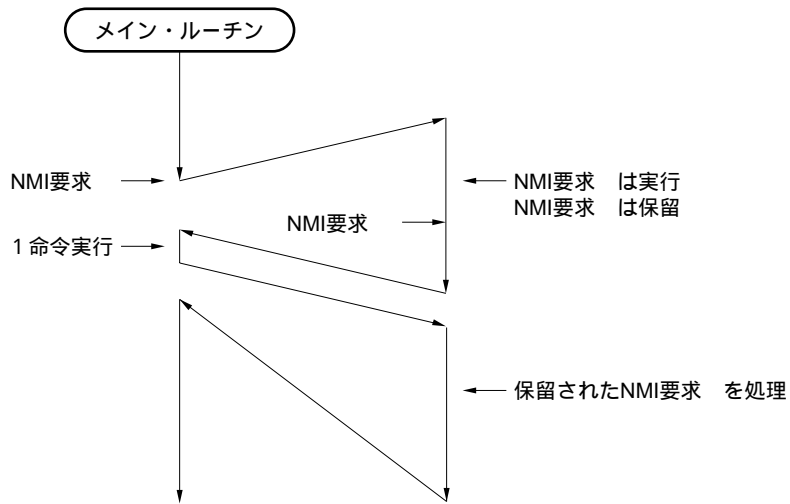 メイン・ルーチン
NMI要求
NMI要求　は実行
NMI要求　は保留
NMI要求
1命令実行
保留されたNMI要求　を処理